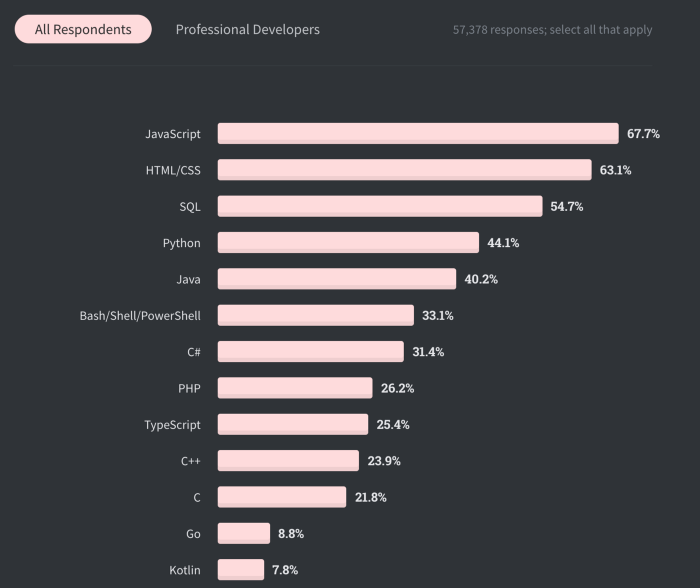 All Respondents Professional Developers 57,378 responses; select all that apply
JavaScript 67.7%
HTML/CSS 63.1%
SQL 54.7%
Python 44.1%
Java 40.2%
Bash/Shell/PowerShell 33.1%
C# 31.4%
PHP 26.2%
TypeScript 25.4%
C++ 23.9%
C 21.8%
Go 8.8%
Kotlin 7.8%